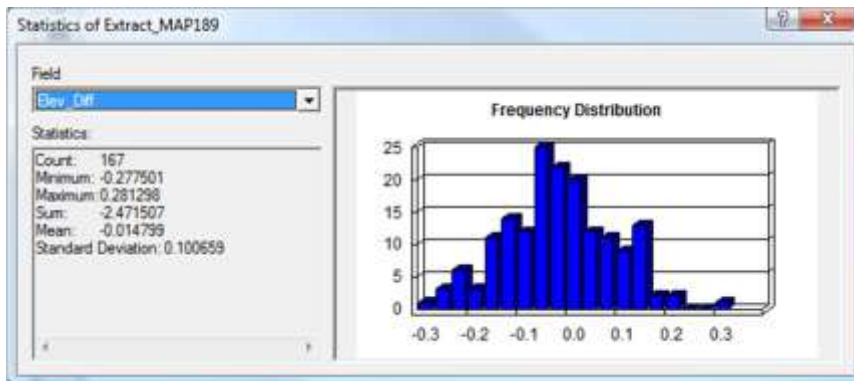 Statistics of Extract_MAP189
Field
Elev_Diff
Statistics:
Count: 167
Minimum: -0.277501
Maximum: 0.281298
Sum: -2.471507
Mean: -0.014799
Standard Deviation: 0.100659
Frequency Distribution
25
20
15
10
5
0
-0.3 -0.2 -0.1 0.0 0.1 0.2 0.3